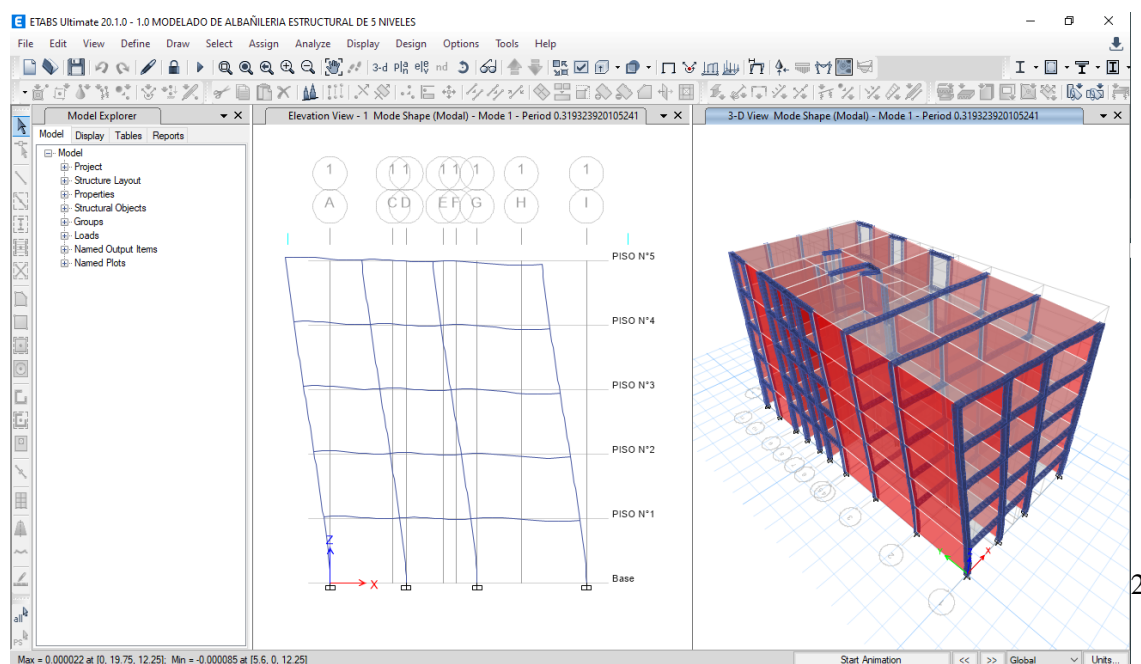 ETABS Ultimate 20.1.0 - 1.0 MODELADO DE ALBAÑILERIA ESTRUCTURAL DE 5 NIVELES
File Edit View Define Draw Select Assign Analyze Display Design Options Tools Help
3-d nd
Model Explorer
Elevation View - 1 Mode Shape (Modal) - Mode 1 - Period 0.319323920105241
3-D View Mode Shape (Modal) - Mode 1 - Period 0.319323920105241
Model Display Tables Reports
Model
Project
Structure Layout
Properties
Structural Objects
Groups
Loads
Named Output Items
Named Plots
1 1 1 1 1 1 1 1
A C D E F G H I
PISO N°5
PISO N°4
PISO N°3
PISO N°2
PISO N°1
Base
Z
X
X
all
ps
2
Max = 0.000022 at [0, 19.75, 12.25]; Min = -0.000085 at [5.6, 0, 12.25]
Start Animation << >> Global Units...